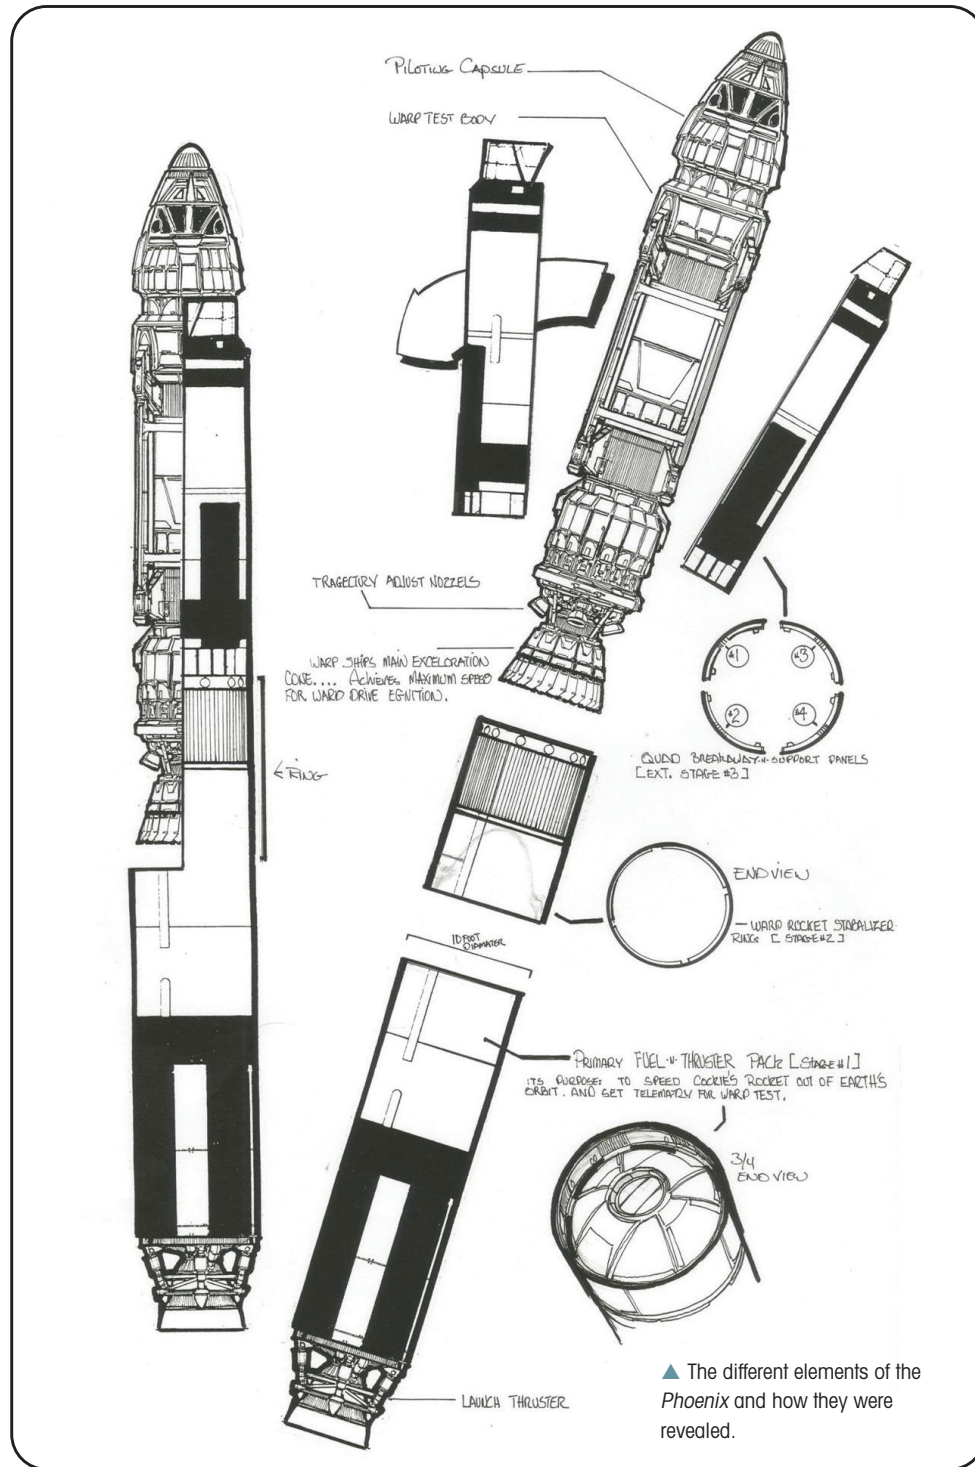 PILOTING CAPSULE
WARP TEST BODY
TRAGECTURY ADJUST NOZZELS
WARP SHIPS MAIN EXCELORATION
CONE.... ACHIEVES MAXIMUM SPEED
FOR WARD DRIVE EGNITION.
#1
#3
#2
#4
QUAD BREAKAWAY-N-SUPPORT PANELS
[EXT. STAGE #3]
← RING
END VIEW
— WARP ROCKET STABALIZER
RING [STAGE #2]
10 FOOT
DIAMATER
PRIMARY FUEL-N-THRUSTER PACK [STAGE #1]
ITS PURPOSE: TO SPEED COCKIE'S ROCKET OUT OF EARTH'S
ORBIT. AND SET TELEMATRY FOR WARP TEST.
3/4
END VIEW
LAUNCH THRUSTER
▲ The different elements of the
Phoenix and how they were
revealed.